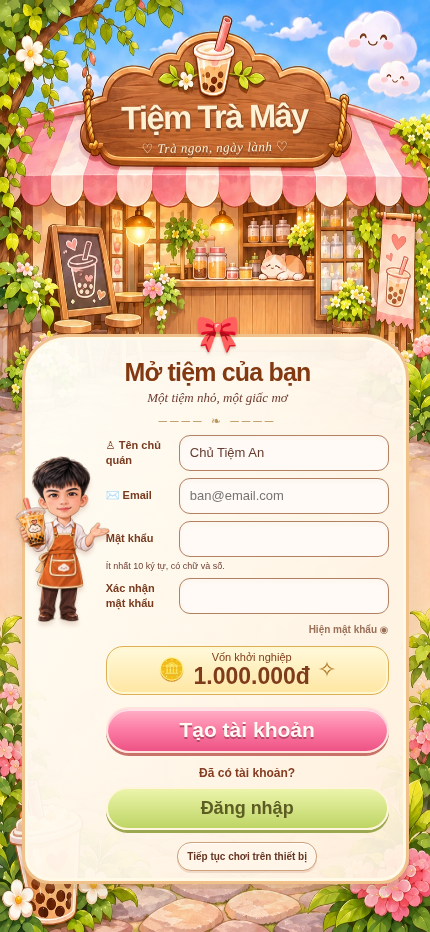 Tiệm Trà Mây
♡ Trà ngon, ngày lành ♡
Mở tiệm của bạn
Một tiệm nhỏ, một giấc mơ
Tên chủ quán
Chủ Tiệm An
Email
ban@email.com
Mật khẩu
Ít nhất 10 ký tự, có chữ và số.
Xác nhận mật khẩu
Hiện mật khẩu ◉
Vốn khởi nghiệp
1.000.000đ
Tạo tài khoản
Đã có tài khoản?
Đăng nhập
Tiếp tục chơi trên thiết bị